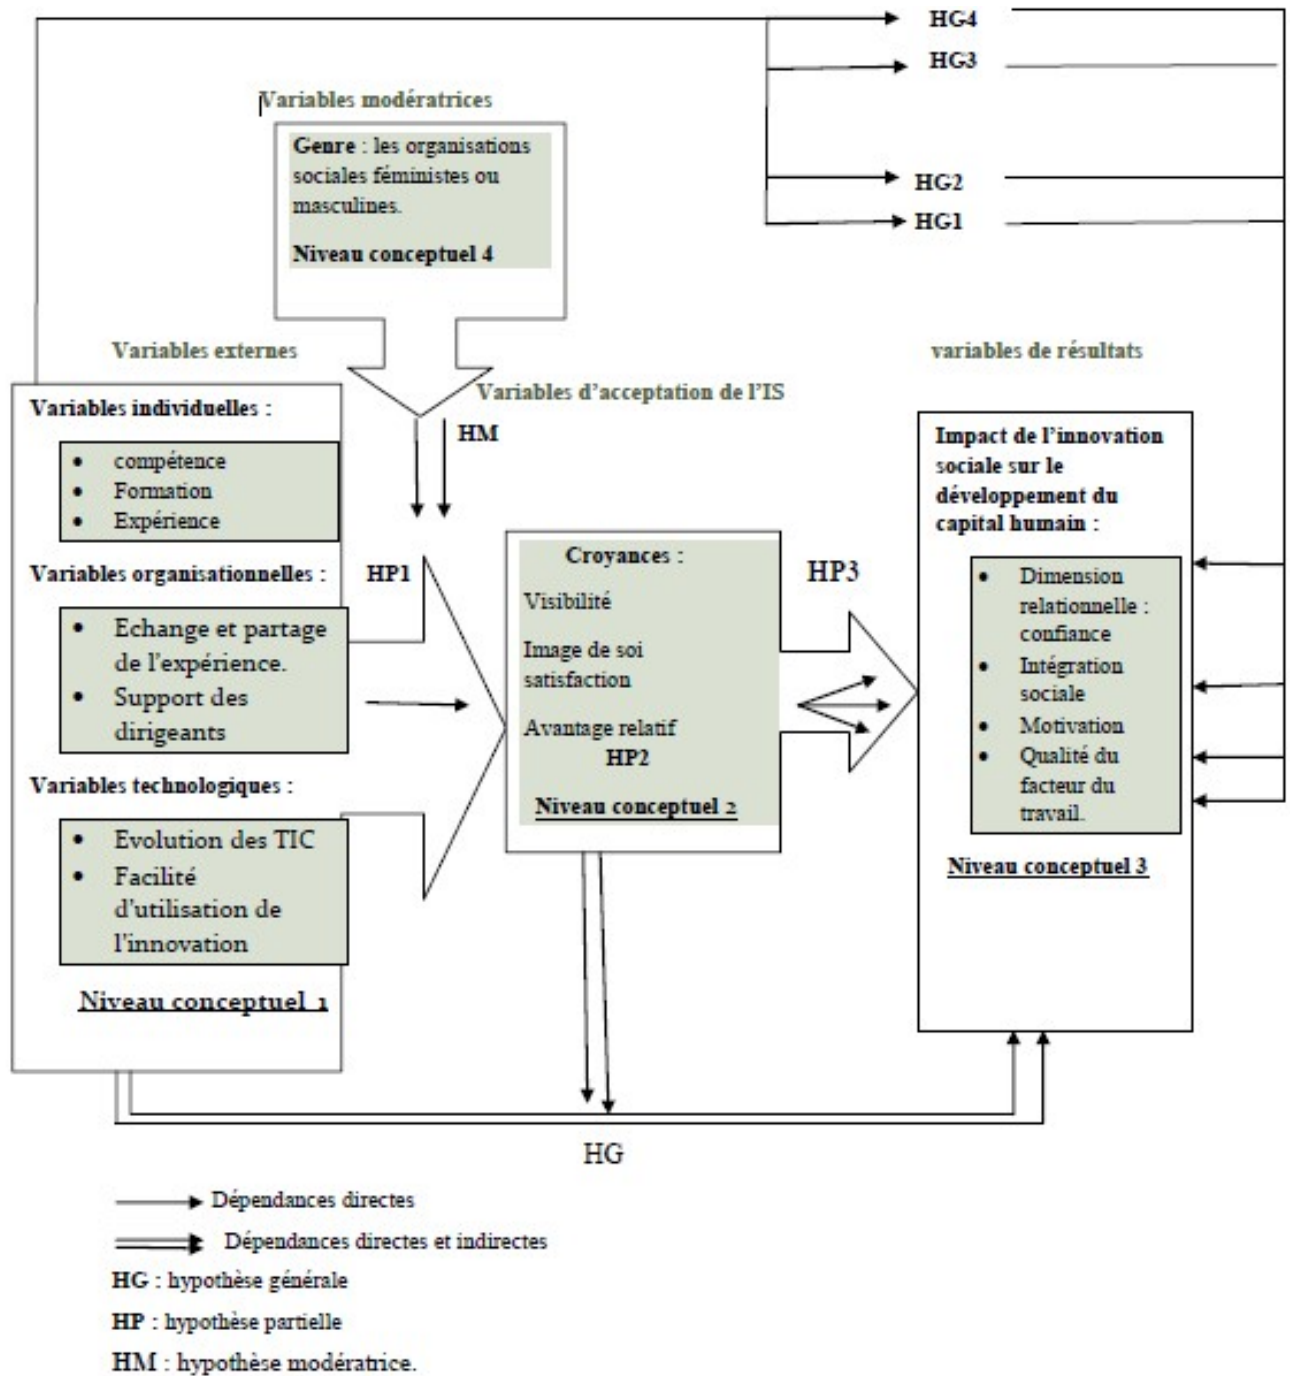 HG4
HG3
HG2
HG1
Variables modératrices
Genre : les organisations
sociales féministes ou
masculines.
Niveau conceptuel 4
Variables externes
Variables d’acceptation de l’IS
variables de résultats
HM
Variables individuelles :
• compétence
• Formation
• Expérience
Variables organisationnelles :
• Echange et partage
de l’expérience.
• Support des
dirigeants
Variables technologiques :
• Evolution des TIC
• Facilité
d’utilisation de
l’innovation
Niveau conceptuel 1
HP1
Croyances :
Visibilité
Image de soi
satisfaction
Avantage relatif
HP2
Niveau conceptuel 2
HP3
Impact de l’innovation
sociale sur le
développement du
capital humain :
• Dimension
relationnelle :
confiance
• Intégration
sociale
• Motivation
• Qualité du
facteur du
travail.
Niveau conceptuel 3
HG
Dépendances directes
Dépendances directes et indirectes
HG : hypothèse générale
HP : hypothèse partielle
HM : hypothèse modératrice.